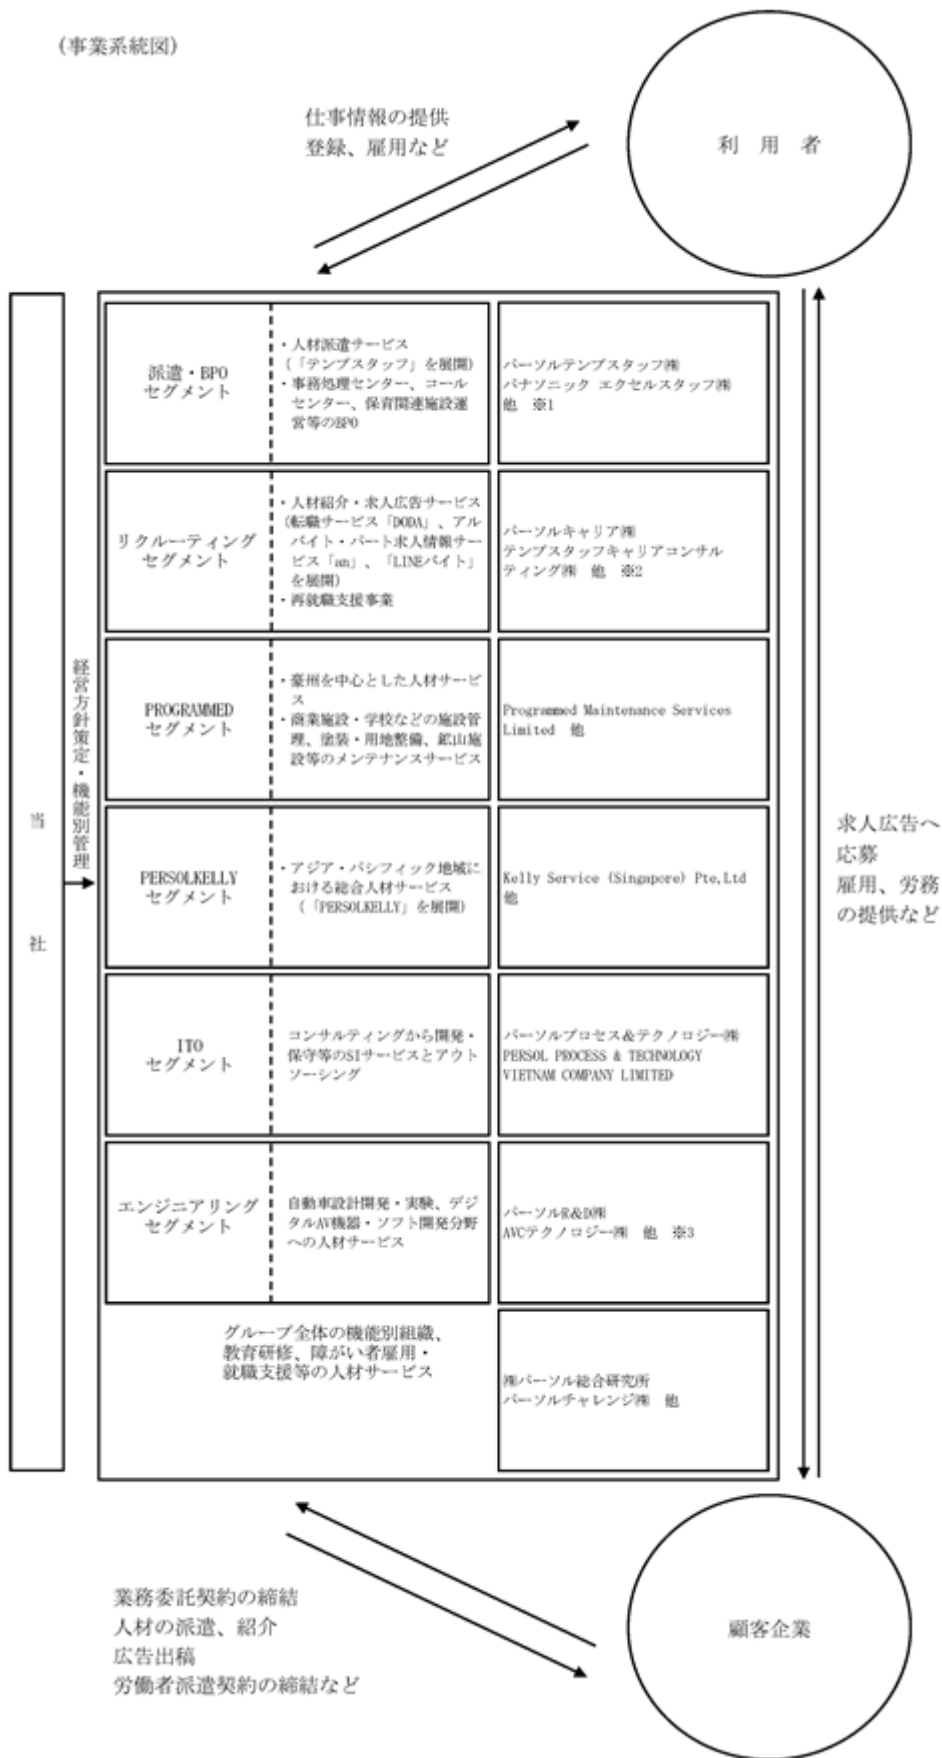 (事業系統図)
仕事情報の提供
登録、雇用など
利 用 者
当
社
経営方針策定・機能別管理
派遣・BPO
セグメント
・人材派遣サービス
(「テンプスタッフ」を展開)
・事務処理センター、コール
センター、保育関連施設運
営等のBPO
パーソルテンプスタッフ㈱
パナソニック エクセルスタッフ㈱
他 ※1
リクルーティング
セグメント
・人材紹介・求人広告サービス
(転職サービス「DODA」、アル
バイト・パート求人情報サー
ビス「an」、「LINEバイト」
を展開)
・再就職支援事業
パーソルキャリア㈱
テンプスタッフキャリアコンサル
ティング㈱ 他 ※2
PROGRAMMED
セグメント
・豪州を中心とした人材サービ
ス
・商業施設・学校などの施設管
理、塗装・用地整備、鉱山施
設等のメンテナンスサービス
Programmed Maintenance Services
Limited 他
PERSOLKELLY
セグメント
・アジア・パシフィック地域に
おける総合人材サービス
(「PERSOLKELLY」を展開)
Kelly Service (Singapore) Pte,Ltd
他
ITO
セグメント
コンサルティングから開発・
保守等のSIサービスとアウト
ソーシング
パーソルプロセス&テクノロジー㈱
PERSOL PROCESS & TECHNOLOGY
VIETNAM COMPANY LIMITED
エンジニアリング
セグメント
自動車設計開発・実験、デジ
タルAV機器・ソフト開発分野
への人材サービス
パーソルR&D㈱
AVCテクノロジー㈱ 他 ※3
グループ全体の機能別組織、
教育研修、障がい者雇用・
就職支援等の人材サービス
㈱パーソル総合研究所
パーソルチャレンジ㈱ 他
求人広告へ
応募
雇用、労務
の提供など
業務委託契約の締結
人材の派遣、紹介
広告出稿
労働者派遣契約の締結など
顧客企業